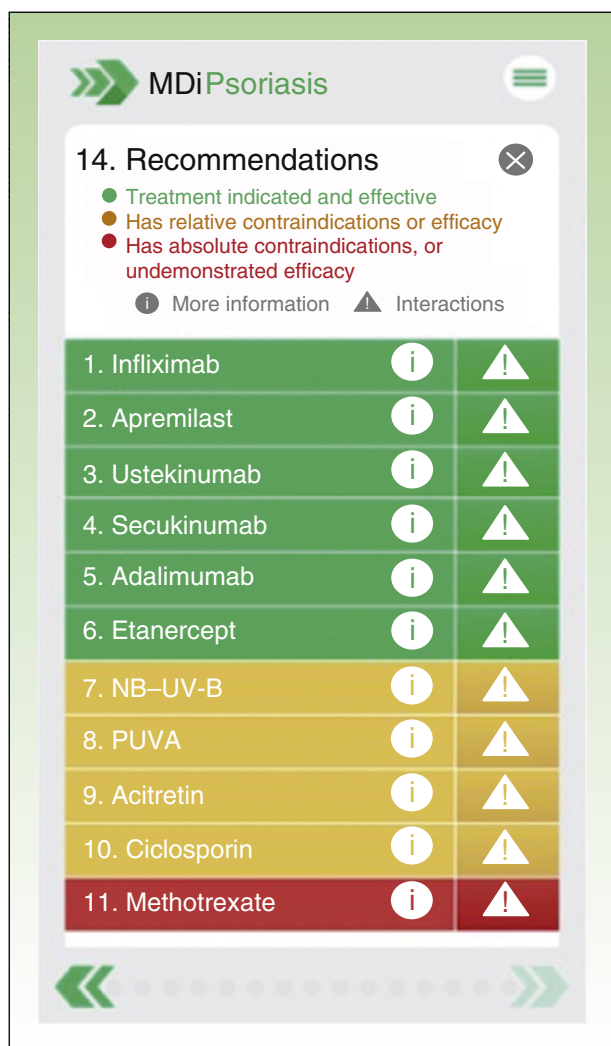 MDiPsoriasis
14. Recommendations
Treatment indicated and effective
Has relative contraindications or efficacy
Has absolute contraindications, or
undemonstrated efficacy
i More information ! Interactions
1. Infliximab i !
2. Apremilast i !
3. Ustekinumab i !
4. Secukinumab i !
5. Adalimumab i !
6. Etanercept i !
7. NB–UV-B i !
8. PUVA i !
9. Acitretin i !
10. Ciclosporin i !
11. Methotrexate i !